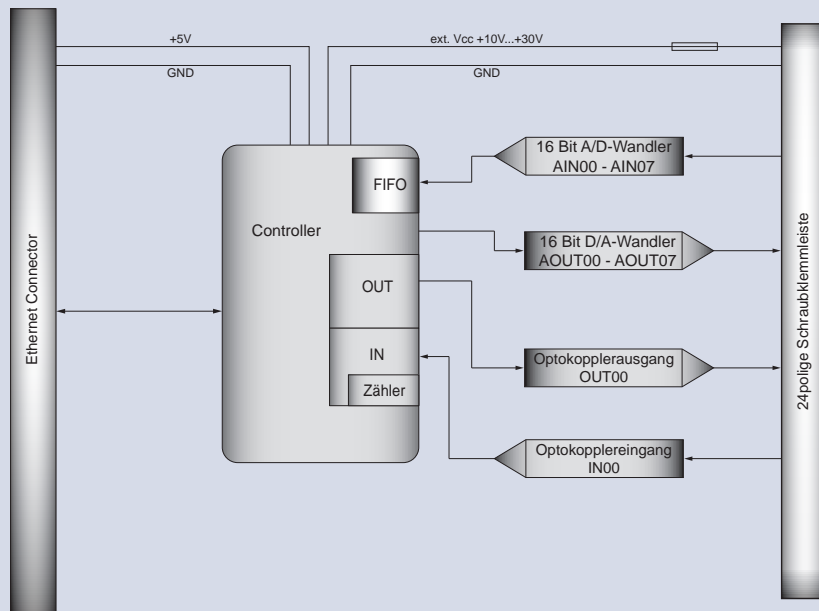 +5V
ext. Vcc +10V...+30V
GND
GND
16 Bit A/D-Wandler
AIN00 - AIN07
FIFO
Controller
16 Bit D/A-Wandler
AOUT00 - AOUT07
OUT
Ethernet Connector
24polige Schraubklemmleiste
IN
Optokopplerausgang
OUT00
Zähler
Optokopplereingang
IN00